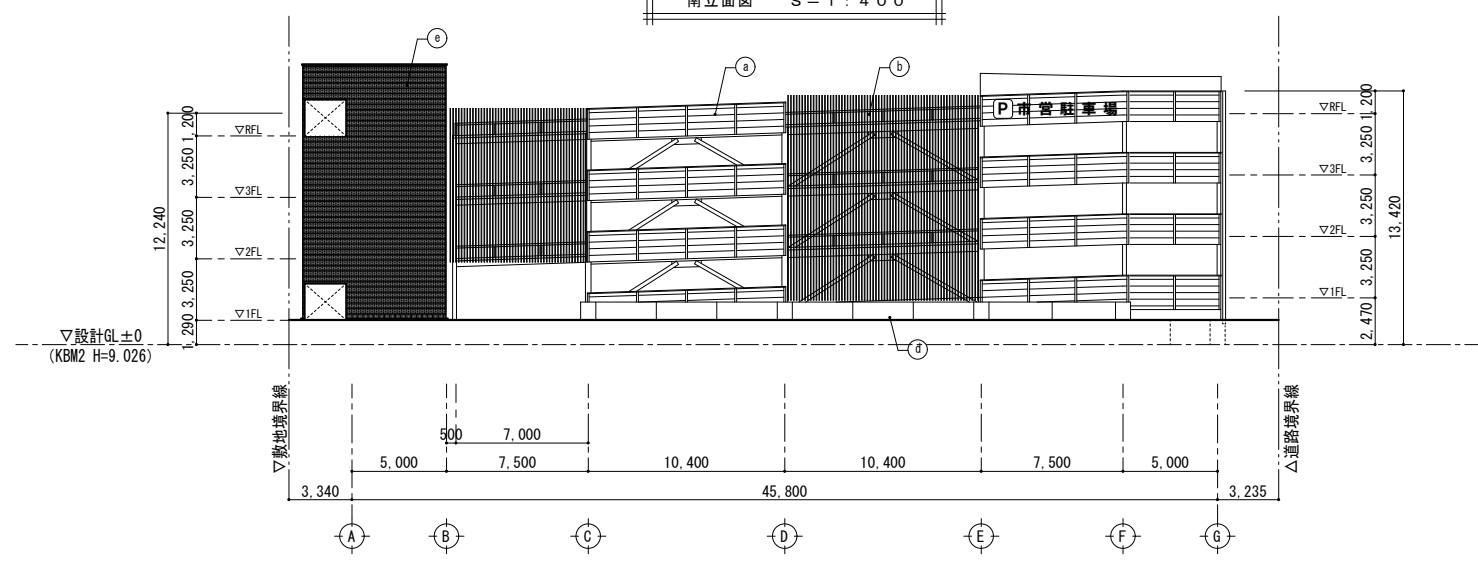 南立面図 S=1:400
e
a
b
P 市営駐車場
1,200
▽RFL
3,250
▽3FL
3,250
▽2FL
3,250
▽1FL
1,290
12,240
▽RFL
1,200
3,250
▽3FL
3,250
▽2FL
3,250
▽1FL
2,470
13,420
▽設計GL±0
(KBM2 H=9.026)
d
▽敷地境界線
△道路境界線
500 7,000
5,000 7,500 10,400 10,400 7,500 5,000
3,340 45,800 3,235
A B C D E F G